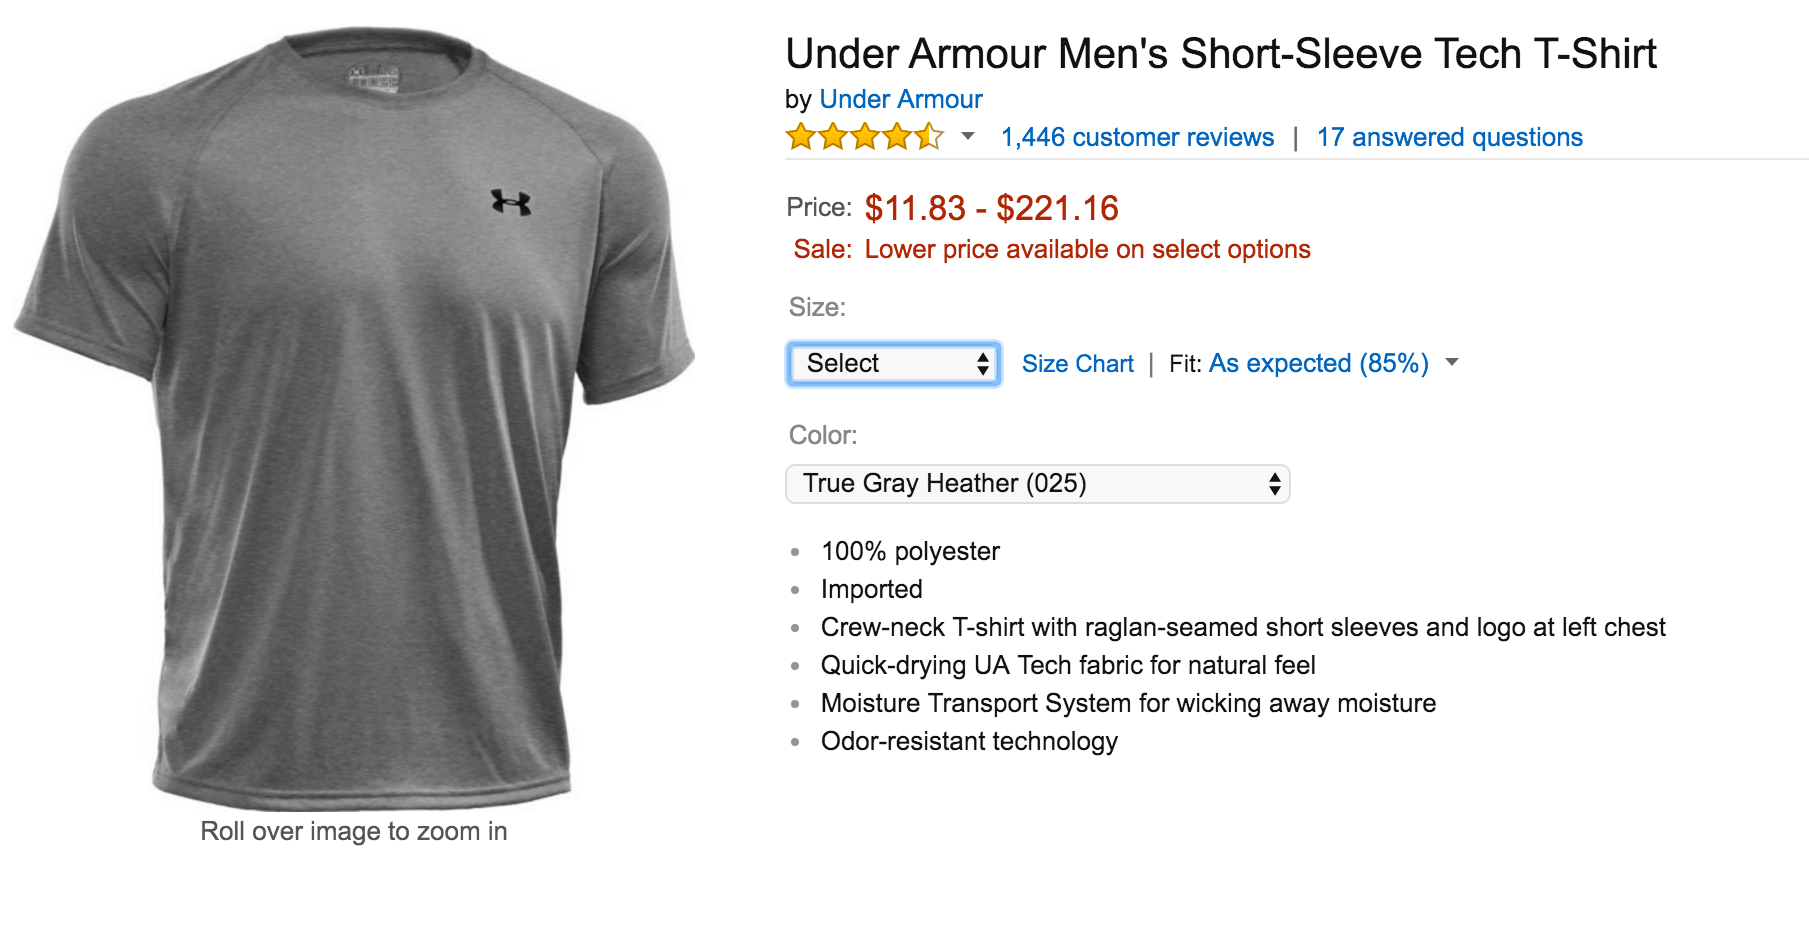 Under Armour Men's Short-Sleeve Tech T-Shirt
by Under Armour
1,446 customer reviews | 17 answered questions
Price: $11.83 - $221.16
Sale: Lower price available on select options
Size:
Select Size Chart | Fit: As expected (85%)
Color:
True Gray Heather (025)
• 100% polyester
• Imported
• Crew-neck T-shirt with raglan-seamed short sleeves and logo at left chest
• Quick-drying UA Tech fabric for natural feel
• Moisture Transport System for wicking away moisture
• Odor-resistant technology
Roll over image to zoom in